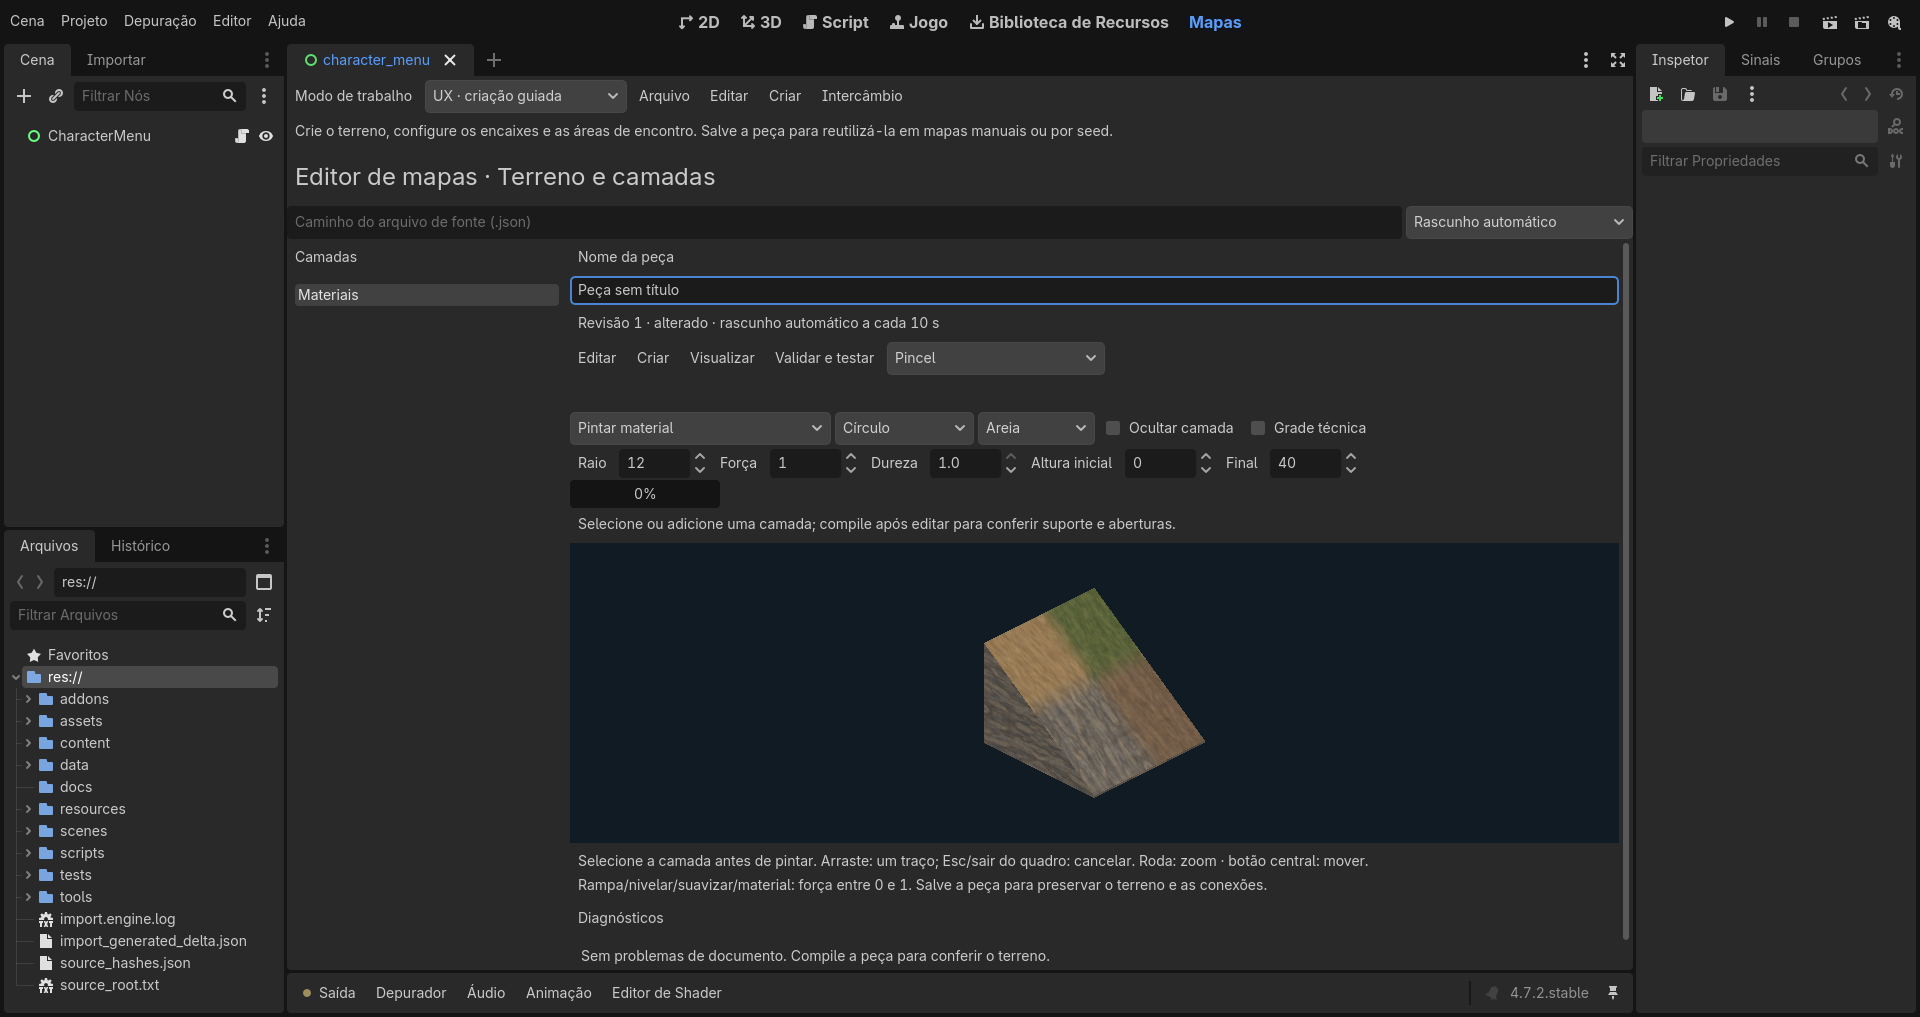 Cena Projeto Depuração Editor Ajuda
2D 3D Script Jogo Biblioteca de Recursos Mapas
Cena Importar
Filtrar Nós
CharacterMenu
character_menu
Modo de trabalho UX · criação guiada Arquivo Editar Criar Intercâmbio
Crie o terreno, configure os encaixes e as áreas de encontro. Salve a peça para reutilizá-la em mapas manuais ou por seed.
Editor de mapas · Terreno e camadas
Caminho do arquivo de fonte (.json) Rascunho automático
Camadas
Materiais
Nome da peça
Peça sem título
Revisão 1 · alterado · rascunho automático a cada 10 s
Editar Criar Visualizar Validar e testar Pincel
Pintar material Círculo Areia Ocultar camada Grade técnica
Raio 12 Força 1 Dureza 1.0 Altura inicial 0 Final 40
0%
Selecione ou adicione uma camada; compile após editar para conferir suporte e aberturas.
Selecione a camada antes de pintar. Arraste: um traço; Esc/sair do quadro: cancelar. Roda: zoom · botão central: mover.
Rampa/nivelar/suavizar/material: força entre 0 e 1. Salve a peça para preservar o terreno e as conexões.
Diagnósticos
Sem problemas de documento. Compile a peça para conferir o terreno.
Arquivos Histórico
res://
Filtrar Arquivos
Favoritos
res://
addons
assets
content
data
docs
resources
scenes
scripts
tests
tools
import.engine.log
import_generated_delta.json
source_hashes.json
source_root.txt
Saída Depurador Áudio Animação Editor de Shader 4.7.2.stable
Inspetor Sinais Grupos
DOC
Filtrar Propriedades